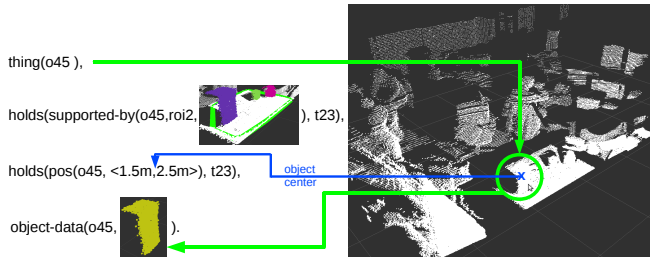 thing(o45 ),
holds(supported-by(o45,roi2, ), t23),
holds(pos(o45, <1.5m,2.5m>), t23),
object
center
x
object-data(o45, ).